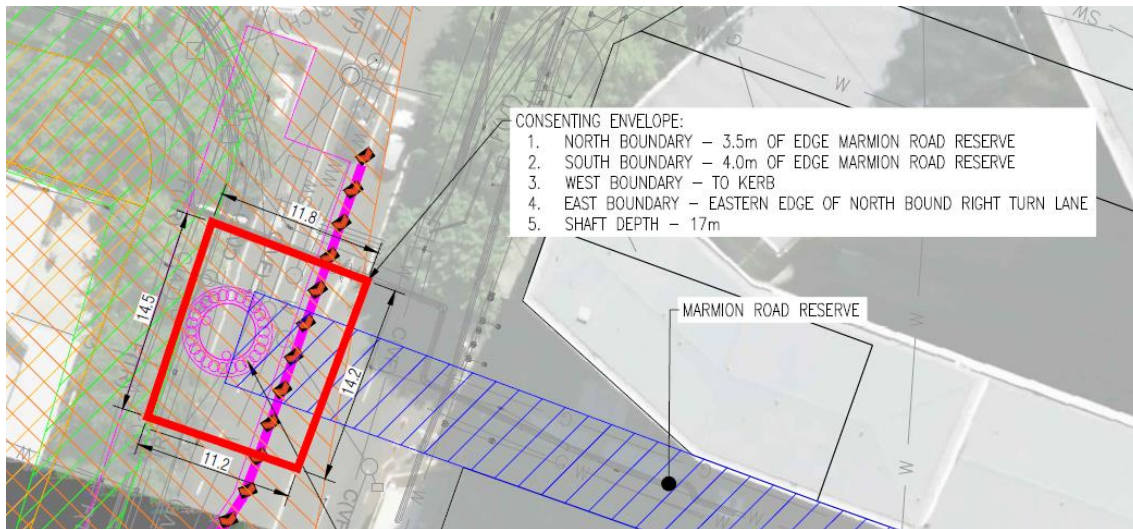 CONSENTING ENVELOPE:
1. NORTH BOUNDARY – 3.5m OF EDGE MARMION ROAD RESERVE
2. SOUTH BOUNDARY – 4.0m OF EDGE MARMION ROAD RESERVE
3. WEST BOUNDARY – TO KERB
4. EAST BOUNDARY – EASTERN EDGE OF NORTH BOUND RIGHT TURN LANE
5. SHAFT DEPTH – 17m
11.8
14.5
MARMION ROAD RESERVE
14.2
11.2
SW
G
W
W
W
W
W